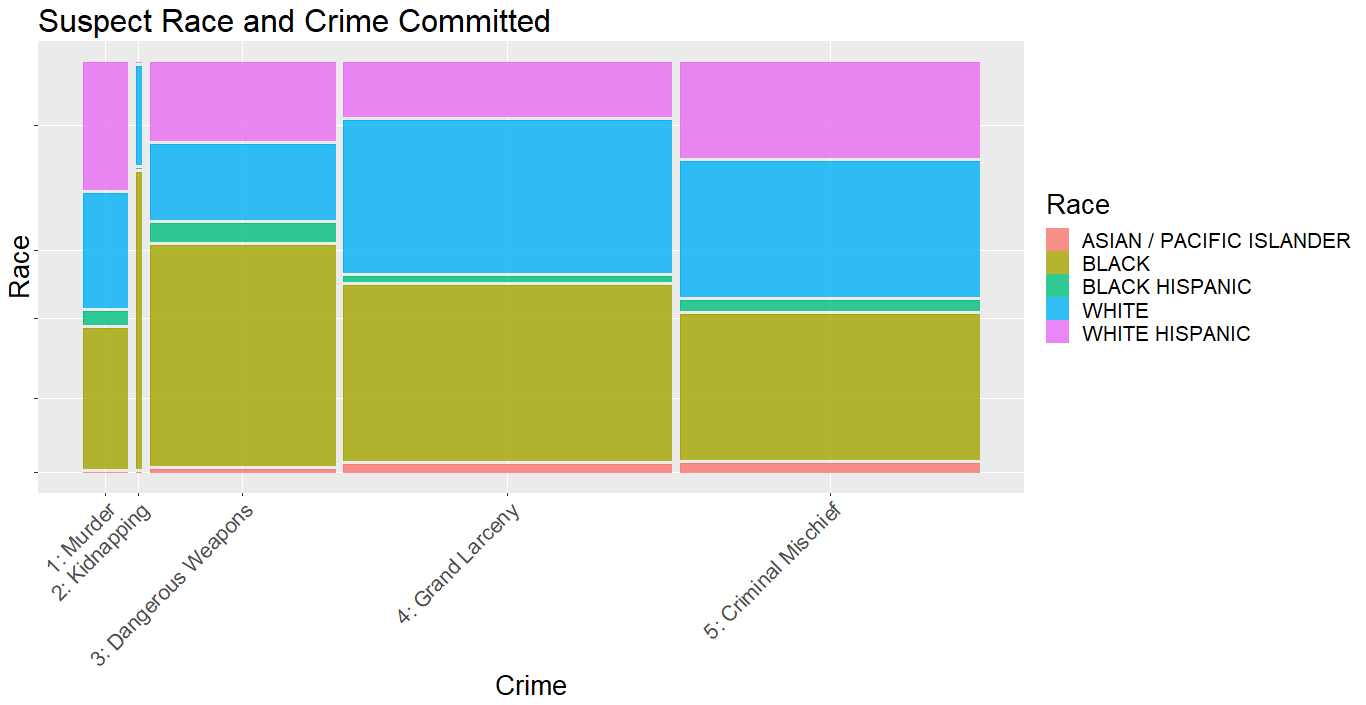 Suspect Race and Crime Committed
Race
1: Murder
2: Kidnapping
3: Dangerous Weapons
4: Grand Larceny
5: Criminal Mischief
Crime
Race
ASIAN / PACIFIC ISLANDER
BLACK
BLACK HISPANIC
WHITE
WHITE HISPANIC